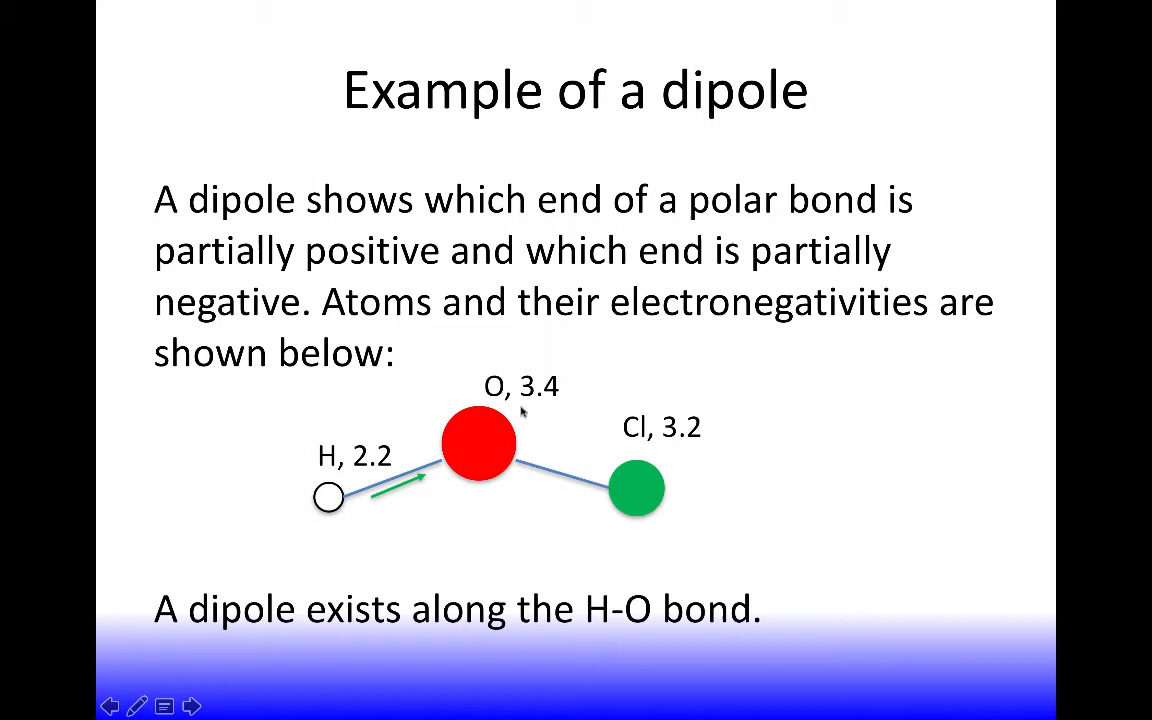 Example of a dipole
A dipole shows which end of a polar bond is
partially positive and which end is partially
negative. Atoms and their electronegativities are
shown below:
O, 3.4
Cl, 3.2
H, 2.2
A dipole exists along the H-O bond.